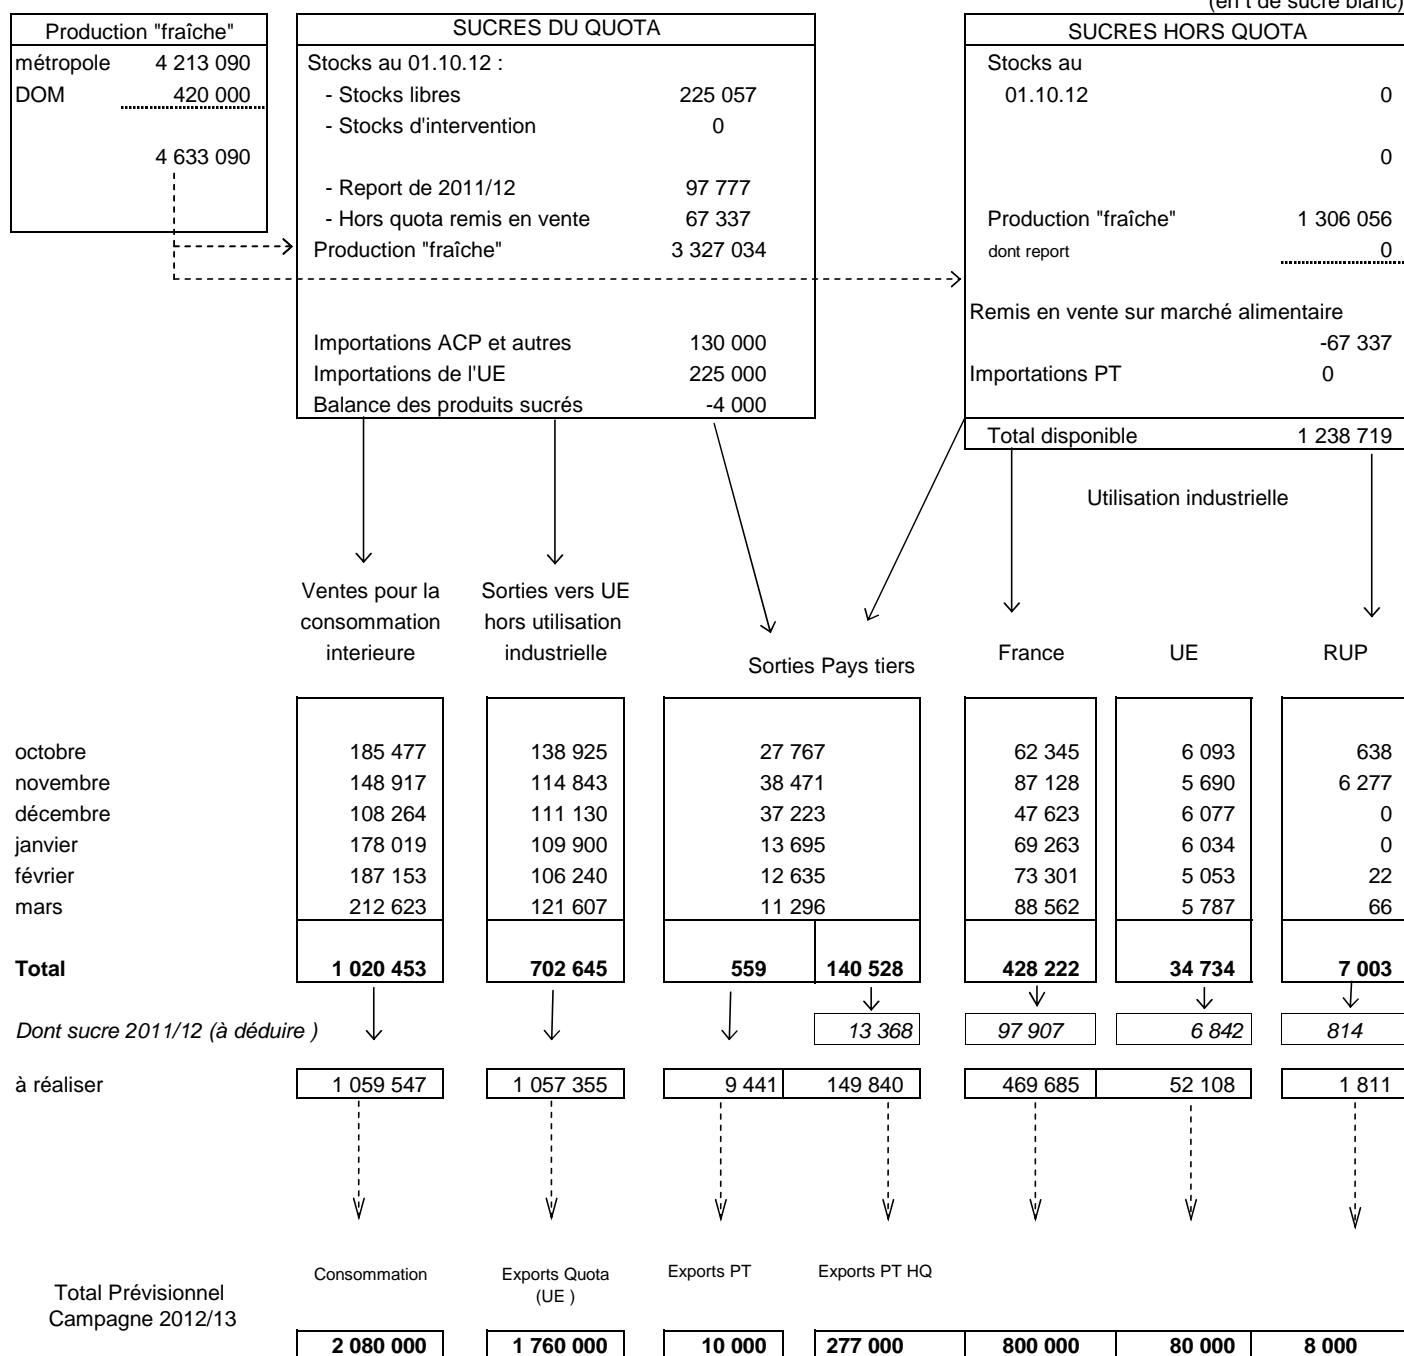 (en t de sucre blanc)
Production "fraîche"
métropole 4 213 090
DOM 420 000
4 633 090
SUCRES DU QUOTA
Stocks au 01.10.12 :
- Stocks libres 225 057
- Stocks d'intervention 0
- Report de 2011/12 97 777
- Hors quota remis en vente 67 337
Production "fraîche" 3 327 034
Importations ACP et autres 130 000
Importations de l'UE 225 000
Balance des produits sucrés -4 000
SUCRES HORS QUOTA
Stocks au
01.10.12 0
0
Production "fraîche" 1 306 056
dont report 0
Remis en vente sur marché alimentaire
-67 337
Importations PT 0
Total disponible 1 238 719
Utilisation industrielle
Ventes pour la
consommation
interieure
Sorties vers UE
hors utilisation
industrielle
Sorties Pays tiers
France UE RUP
octobre 185 477 138 925 27 767 62 345 6 093 638
novembre 148 917 114 843 38 471 87 128 5 690 6 277
décembre 108 264 111 130 37 223 47 623 6 077 0
janvier 178 019 109 900 13 695 69 263 6 034 0
février 187 153 106 240 12 635 73 301 5 053 22
mars 212 623 121 607 11 296 88 562 5 787 66
Total 1 020 453 702 645 559 140 528 428 222 34 734 7 003
Dont sucre 2011/12 (à déduire ) 13 368 97 907 6 842 814
à réaliser 1 059 547 1 057 355 9 441 149 840 469 685 52 108 1 811
Total Prévisionnel
Campagne 2012/13
Consommation
Exports Quota
(UE )
Exports PT
Exports PT HQ
2 080 000 1 760 000 10 000 277 000 800 000 80 000 8 000